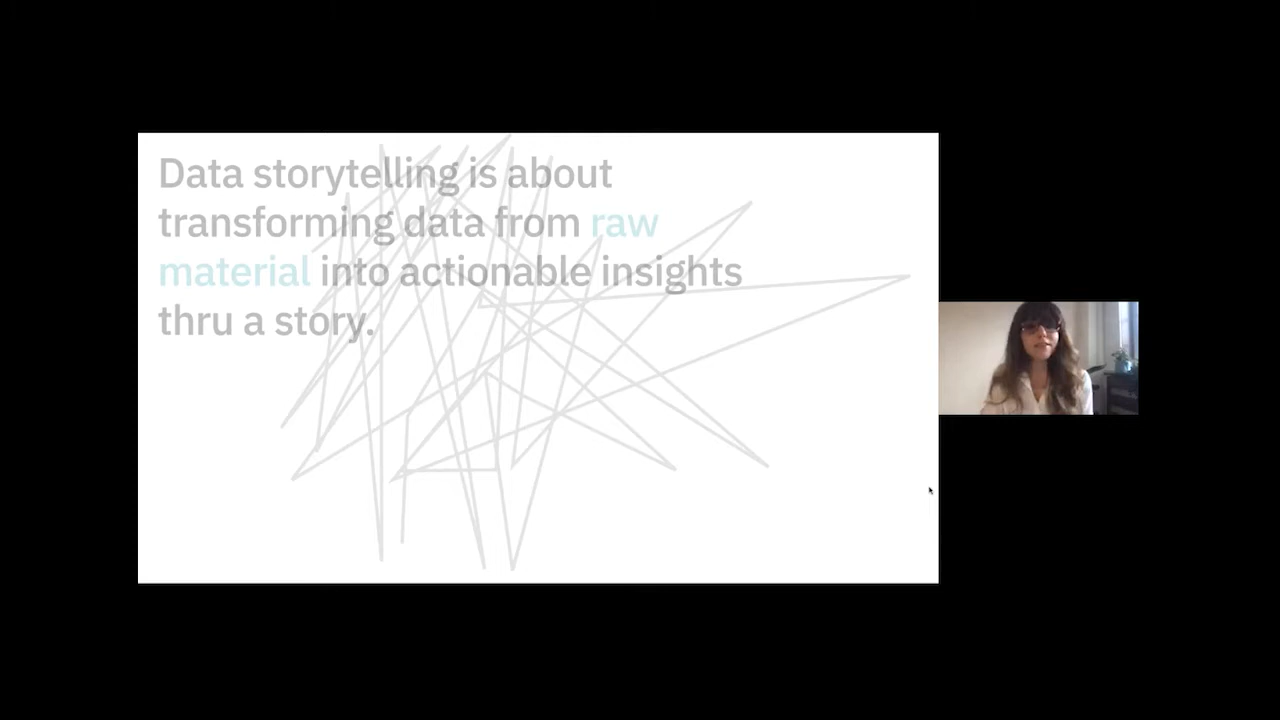 Data storytelling is about
transforming data from raw
material into actionable insights
thru a story.